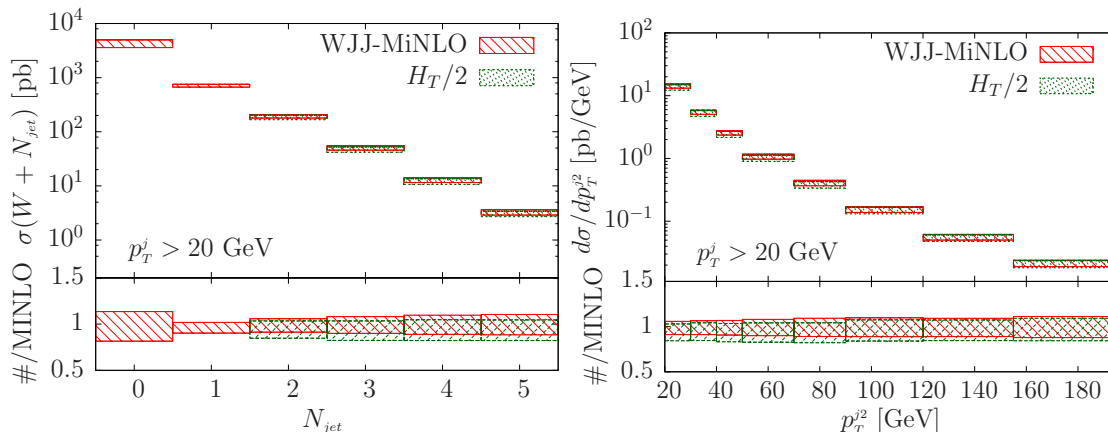 σ(W + N_jet) [pb]
10^4
10^3
10^2
10^1
10^0
WJJ-MiNLO
H_T/2
p_T^j > 20 GeV
#/MINLO
1.5
1
0.5
0 1 2 3 4 5
N_jet
dσ/dp_T^{j2} [pb/GeV]
10^2
10^1
10^0
10^{-1}
WJJ-MiNLO
H_T/2
p_T^j > 20 GeV
#/MINLO
1.5
1
0.5
20 40 60 80 100 120 140 160 180
p_T^{j2} [GeV]